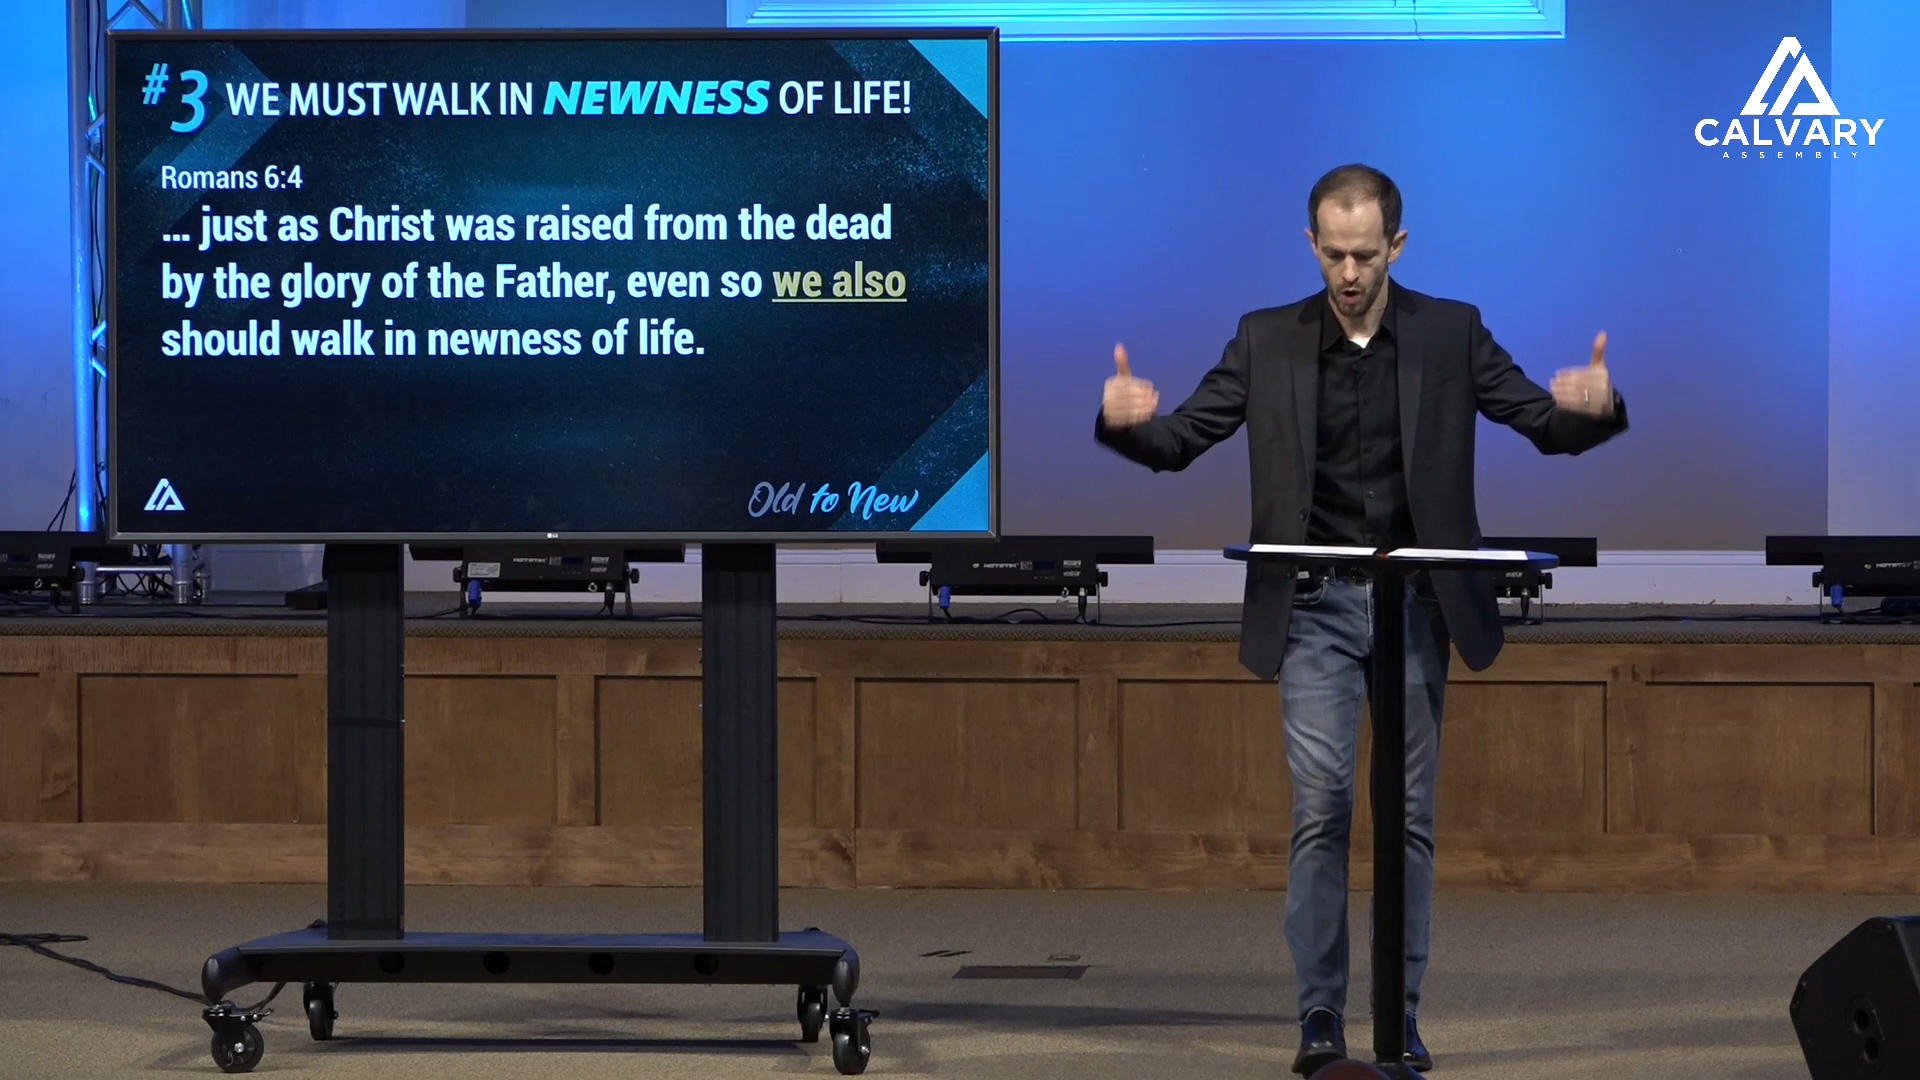 #3 WE MUST WALK IN NEWNESS OF LIFE!
Romans 6:4
... just as Christ was raised from the dead
by the glory of the Father, even so we also
should walk in newness of life.
Old to New
CALVARY
ASSEMBLY